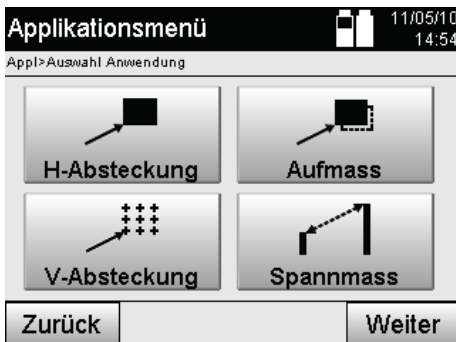 Applikationsmenü
11/05/10
14:54
Appl>Auswahl Anwendung
H-Absteckung
Aufmass
V-Absteckung
Spannmass
Zurück
Weiter